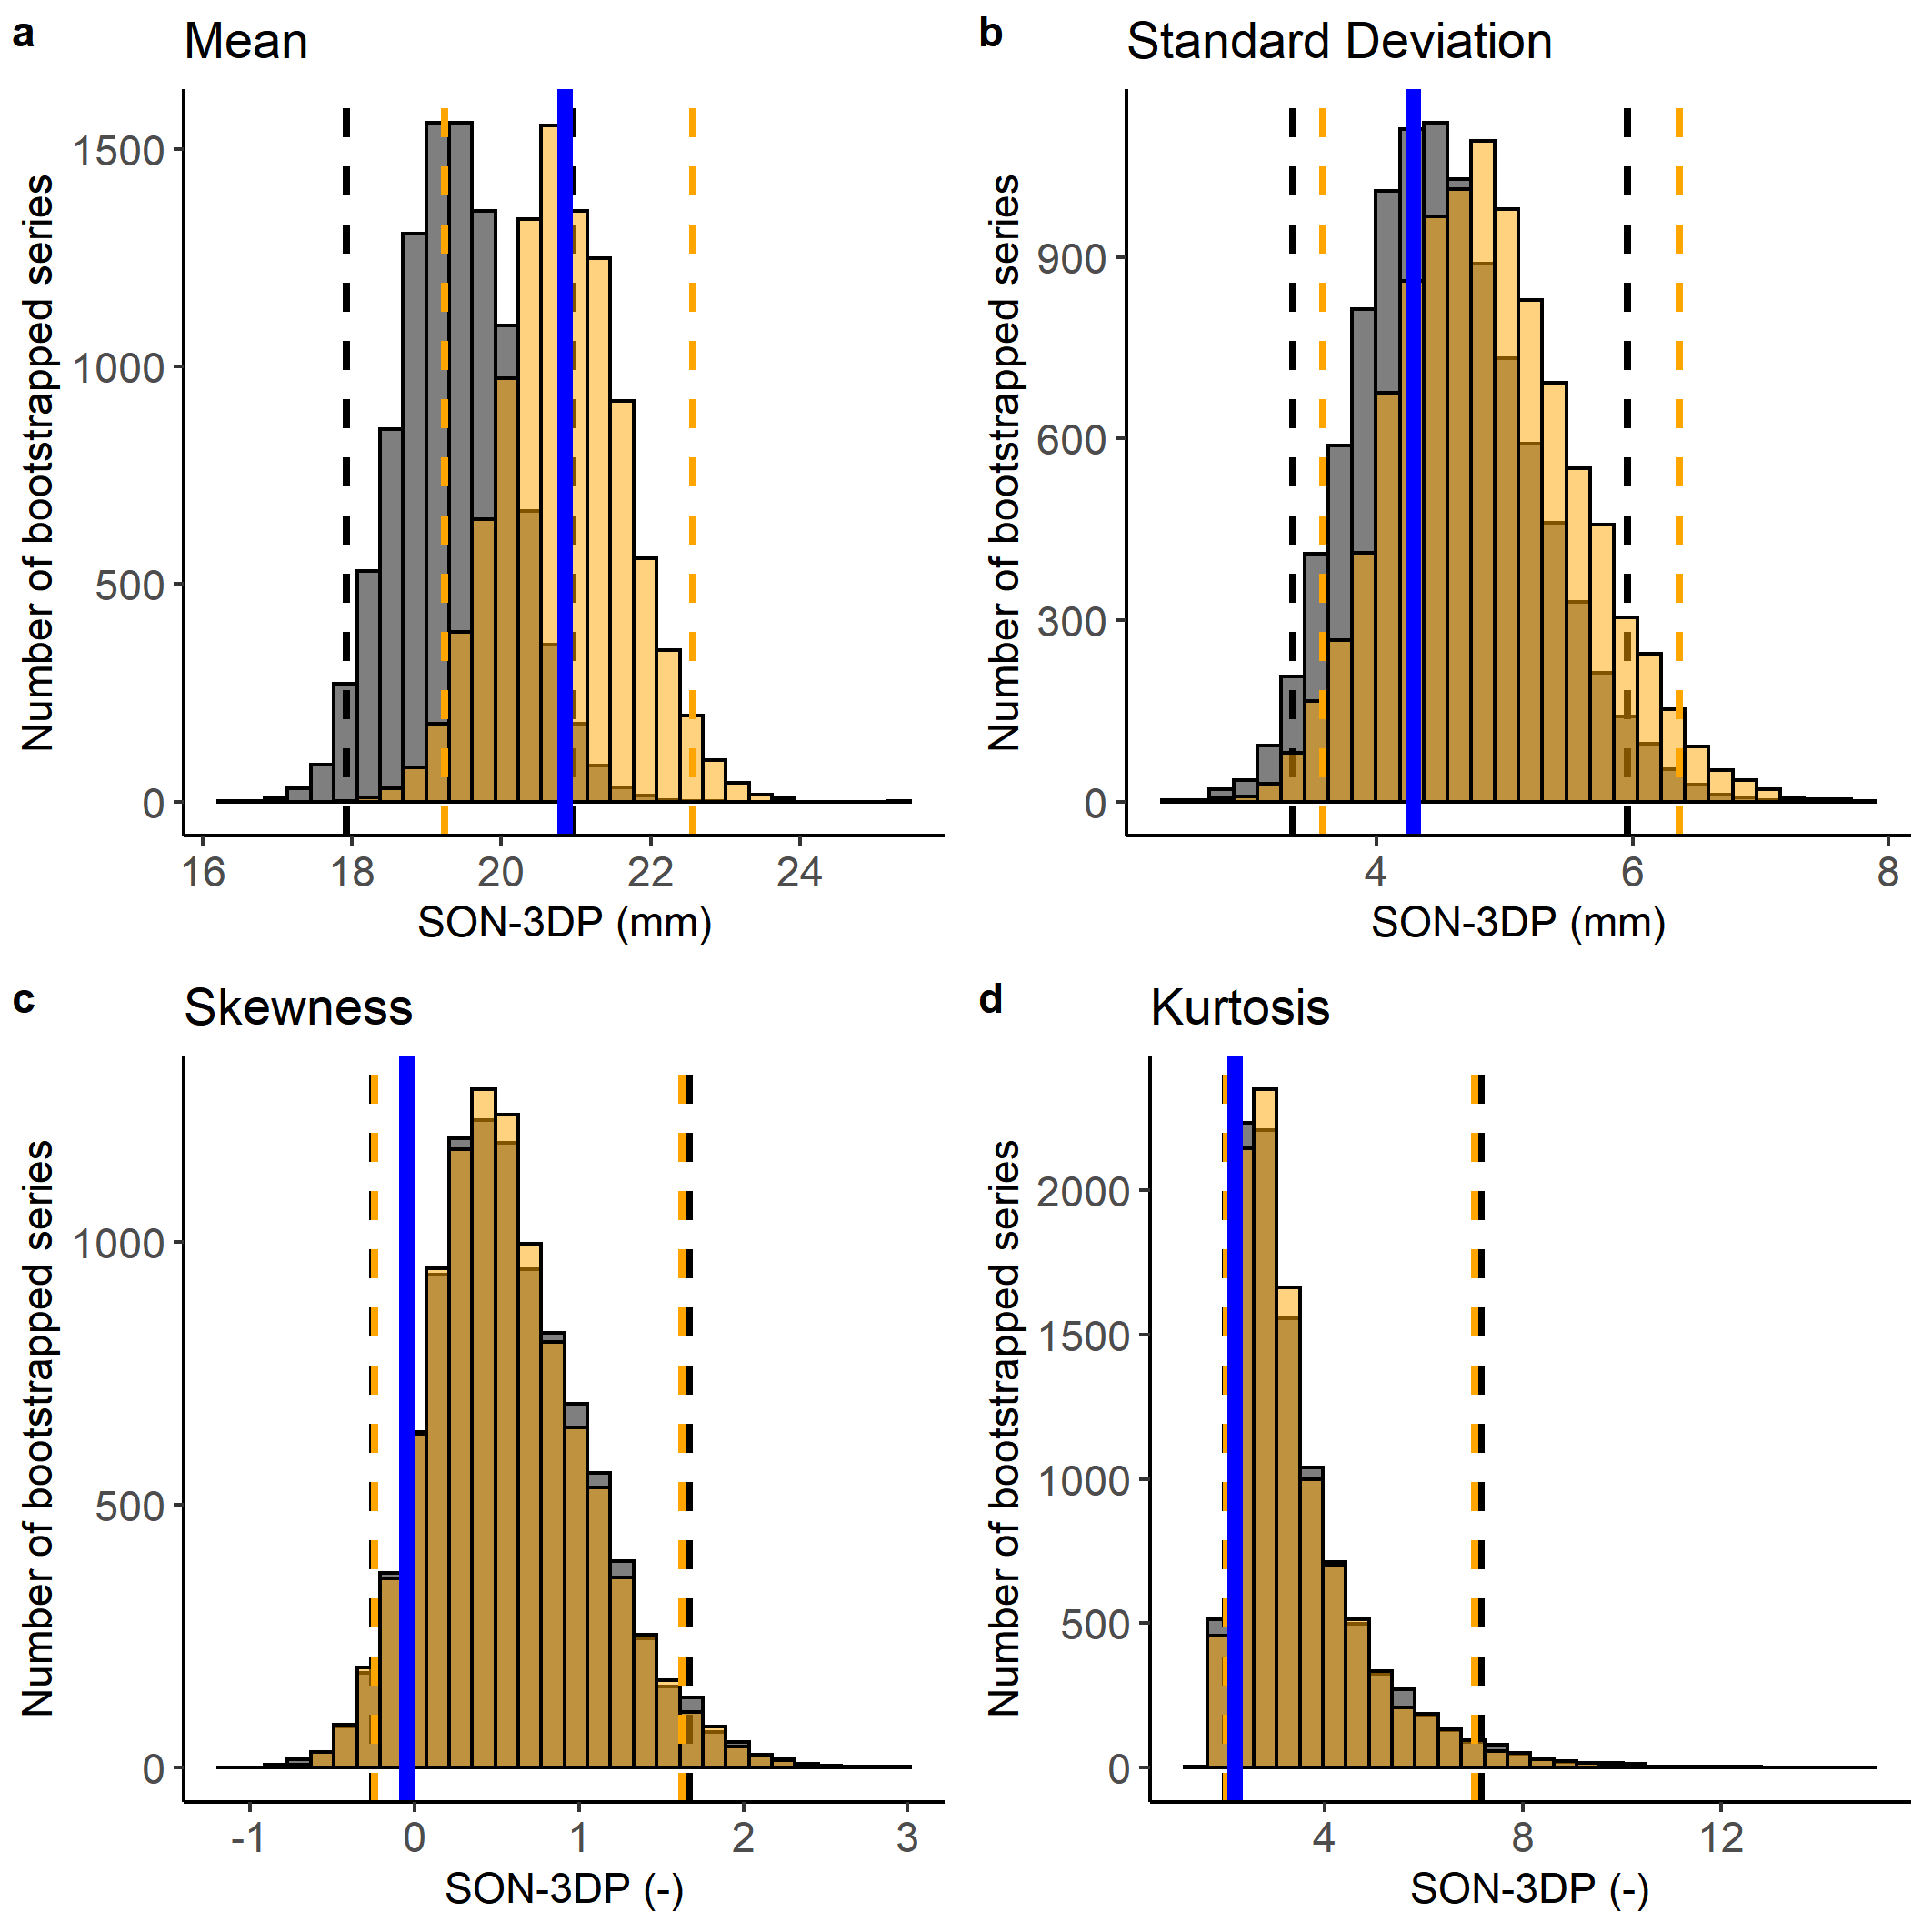 a
Mean
Number of bootstrapped series
1500
1000
500
0
16 18 20 22 24
SON-3DP (mm)
b
Standard Deviation
Number of bootstrapped series
900
600
300
0
4 6 8
SON-3DP (mm)
c
Skewness
Number of bootstrapped series
1000
500
0
-1 0 1 2 3
SON-3DP (-)
d
Kurtosis
Number of bootstrapped series
2000
1500
1000
500
0
4 8 12
SON-3DP (-)